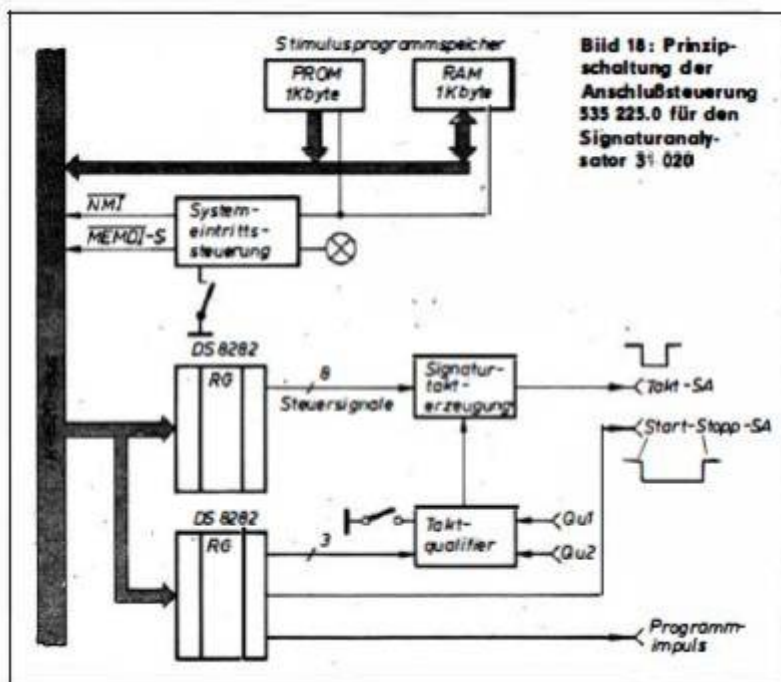 Stimulusprogrammspeicher
PROM
1Kbyte
RAM
1Kbyte
Bild 18: Prinzip-
schaltung der
Anschlußsteuerung
535 225.0 für den
Signaturanaly-
sator 31 020
NMI
MEMDI-S
System-
eintritts-
steuerung
DS 8282
RG
8
Steuersignale
Signatur-
takt-
erzeugung
Takt-SA
Start-Stopp-SA
DS 8282
RG
3
Takt-
qualifier
Qu1
Qu2
Programm-
impuls